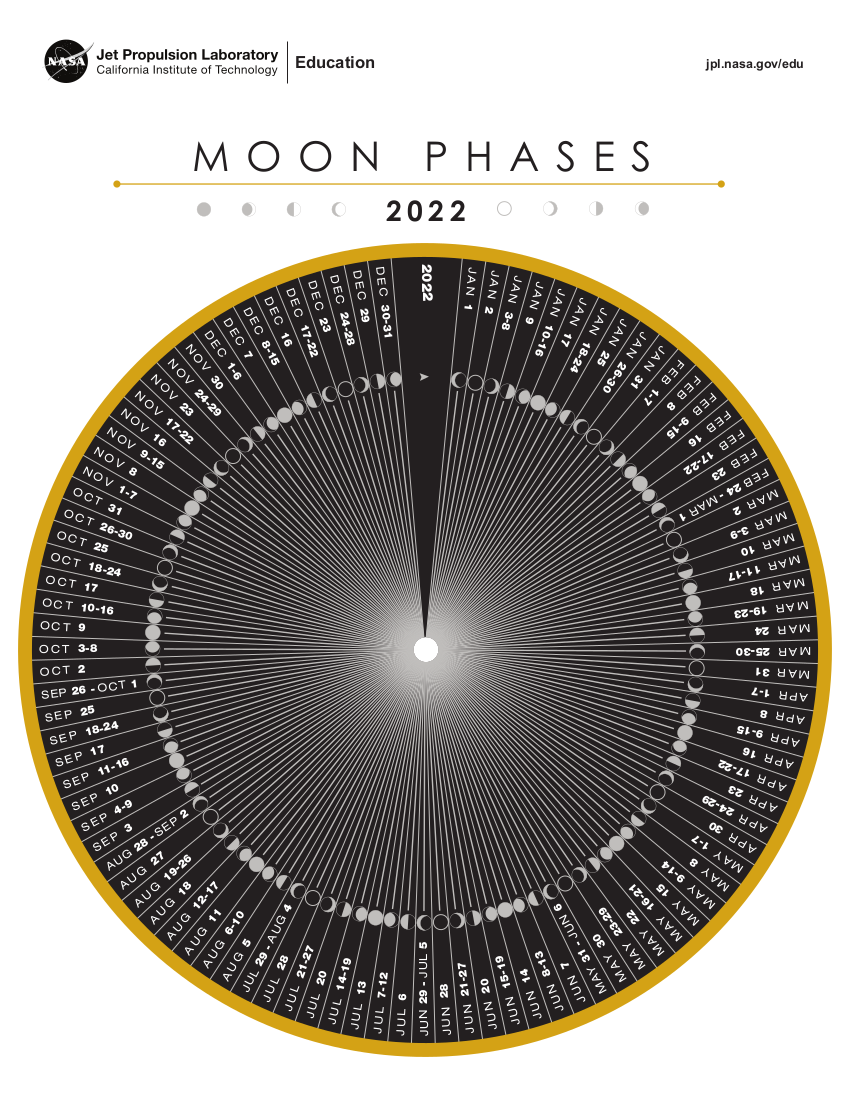 NASA
Jet Propulsion Laboratory
California Institute of Technology
Education
jpl.nasa.gov/edu
MOON PHASES
2022
2022
JAN 1
JAN 2
JAN 3-8
JAN 9
JAN 10-16
JAN 17
JAN 18-24
JAN 25
JAN 26-30
JAN 31
FEB 1-7
FEB 8
FEB 9-15
FEB 16
FEB 17-22
FEB 23
FEB 24 - MAR 1
MAR 2
MAR 3-9
MAR 10
MAR 11-17
MAR 18
MAR 19-23
MAR 24
MAR 25-30
MAR 31
APR 1-7
APR 8
APR 9-15
APR 16
APR 17-22
APR 23
APR 24-29
APR 30
MAY 1-7
MAY 8
MAY 9-14
MAY 15
MAY 16-21
MAY 22
MAY 23-29
MAY 30
MAY 31 - JUN 6
JUN 7
JUN 8-13
JUN 14
JUN 15-19
JUN 20
JUN 21-27
JUN 28
JUN 29 - JUL 5
JUL 6
JUL 7-12
JUL 13
JUL 14-19
JUL 20
JUL 21-27
JUL 28
JUL 29 - AUG 4
AUG 5
AUG 6-10
AUG 11
AUG 12-17
AUG 18
AUG 19-26
AUG 27
AUG 28 - SEP 2
SEP 3
SEP 4-9
SEP 10
SEP 11-16
SEP 17
SEP 18-24
SEP 25
SEP 26 - OCT 1
OCT 2
OCT 3-8
OCT 9
OCT 10-16
OCT 17
OCT 18-24
OCT 25
OCT 26-30
OCT 31
NOV 1-7
NOV 8
NOV 9-15
NOV 16
NOV 17-22
NOV 23
NOV 24-29
NOV 30
DEC 1-6
DEC 7
DEC 8-15
DEC 16
DEC 17-22
DEC 23
DEC 24-28
DEC 29
DEC 30-31